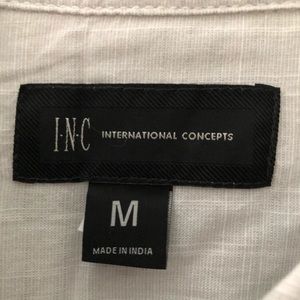 I·N·C INTERNATIONAL CONCEPTS
M
MADE IN INDIA